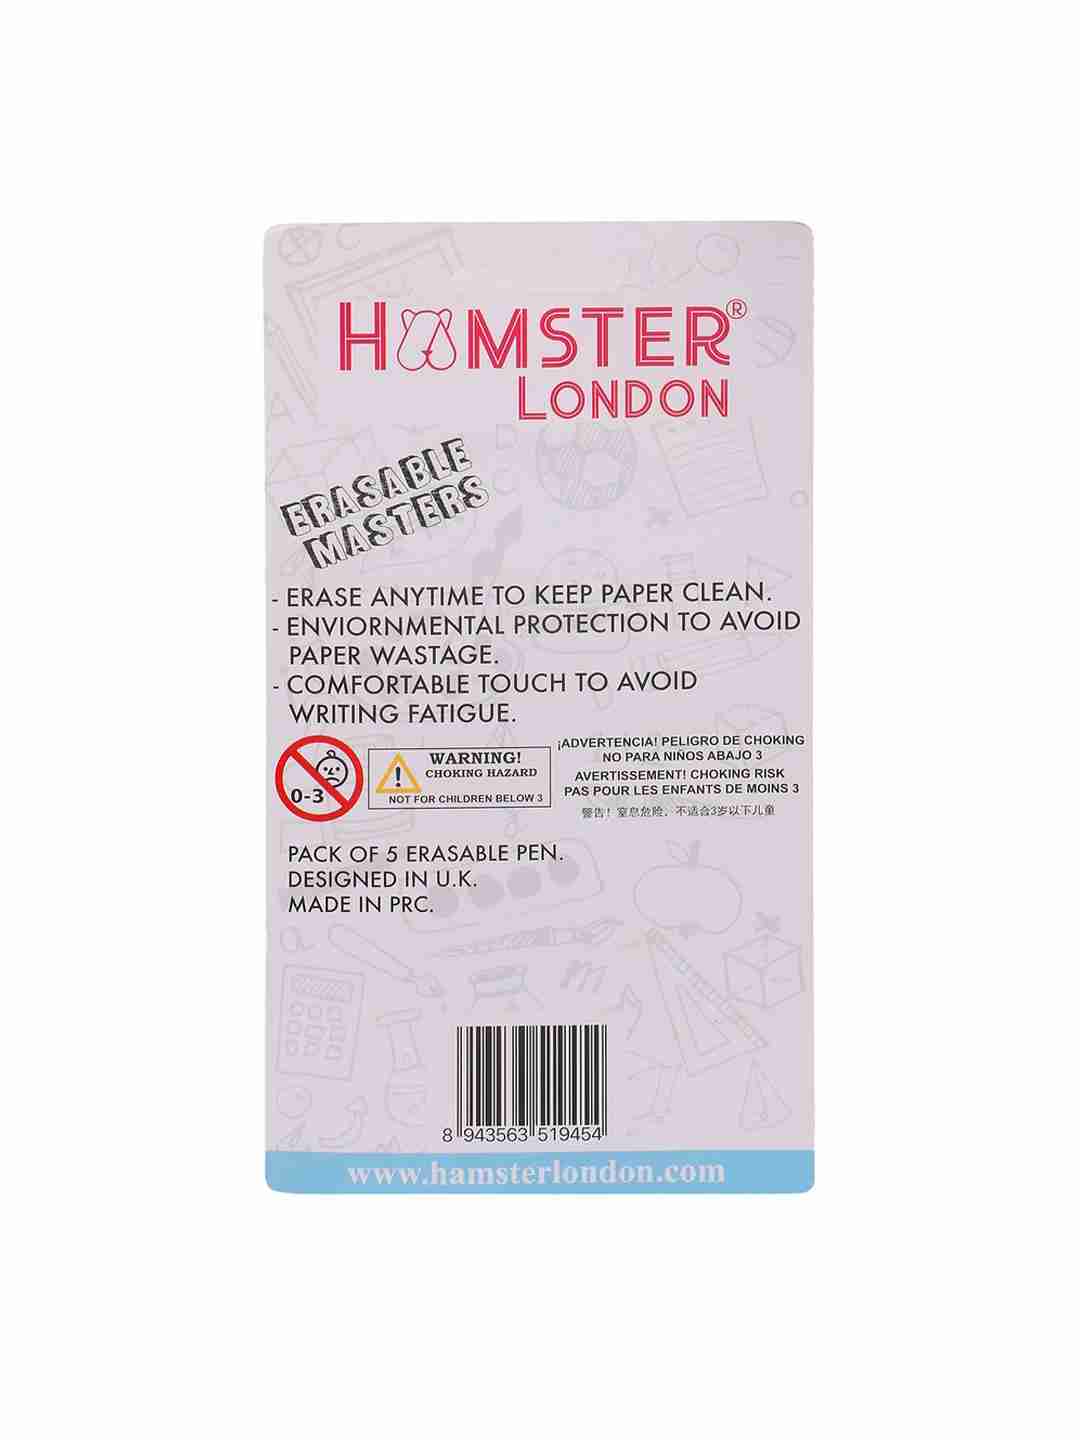 HAMSTER®
LONDON
ERASABLE
MASTERS
- ERASE ANYTIME TO KEEP PAPER CLEAN.
- ENVIORNMENTAL PROTECTION TO AVOID
PAPER WASTAGE.
- COMFORTABLE TOUCH TO AVOID
WRITING FATIGUE.
0-3
WARNING!
CHOKING HAZARD
NOT FOR CHILDREN BELOW 3
¡ADVERTENCIA! PELIGRO DE CHOKING
NO PARA NIÑOS ABAJO 3
AVERTISSEMENT! CHOKING RISK
PAS POUR LES ENFANTS DE MOINS 3
警告！窒息危险，不适合3岁以下儿童
PACK OF 5 ERASABLE PEN.
DESIGNED IN U.K.
MADE IN PRC.
8 943563 519454
www.hamsterlondon.com